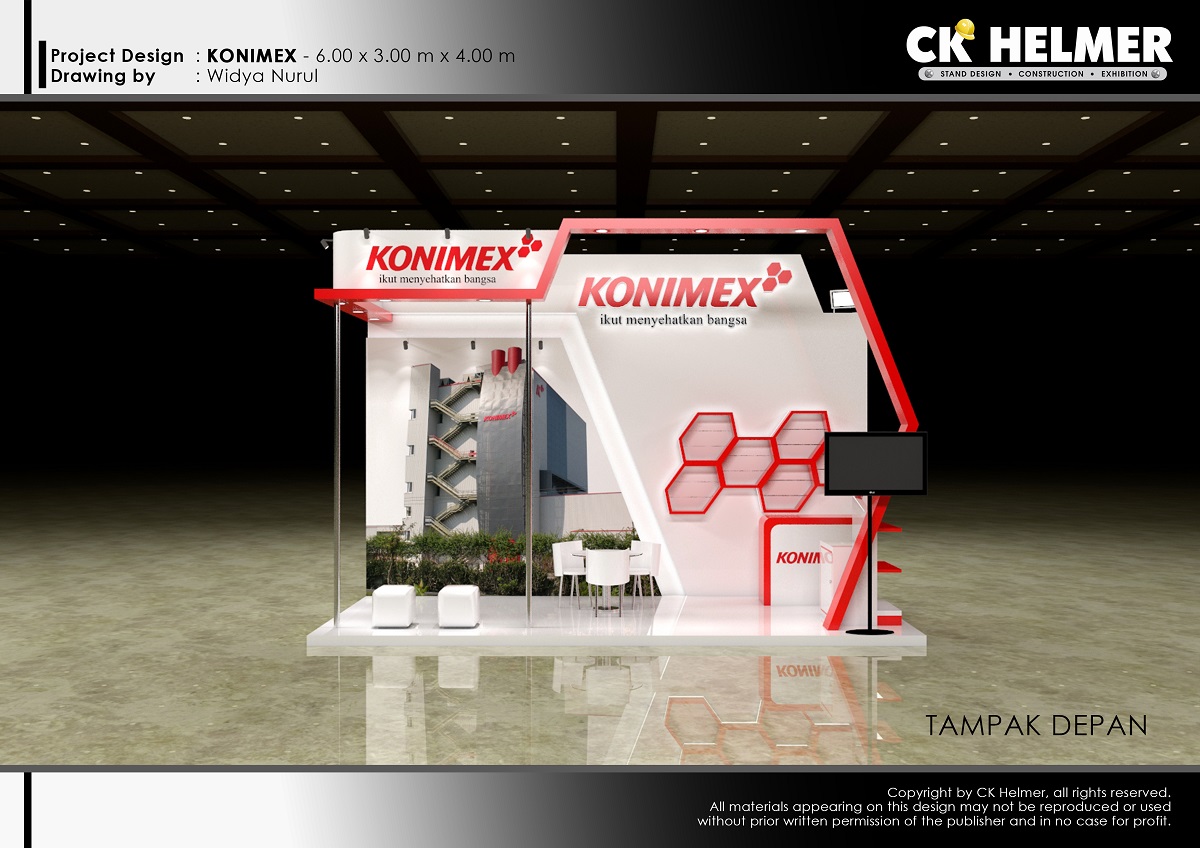 Project Design : KONIMEX - 6.00 x 3.00 m x 4.00 m
Drawing by : Widya Nurul
CK HELMER
STAND DESIGN • CONSTRUCTION • EXHIBITION
KONIMEX
ikut menyehatkan bangsa
KONIMEX
ikut menyehatkan bangsa
KONIMEX
KONIM
TAMPAK DEPAN
Copyright by CK Helmer, all rights reserved.
All materials appearing on this design may not be reproduced or used
without prior written permission of the publisher and in no case for profit.